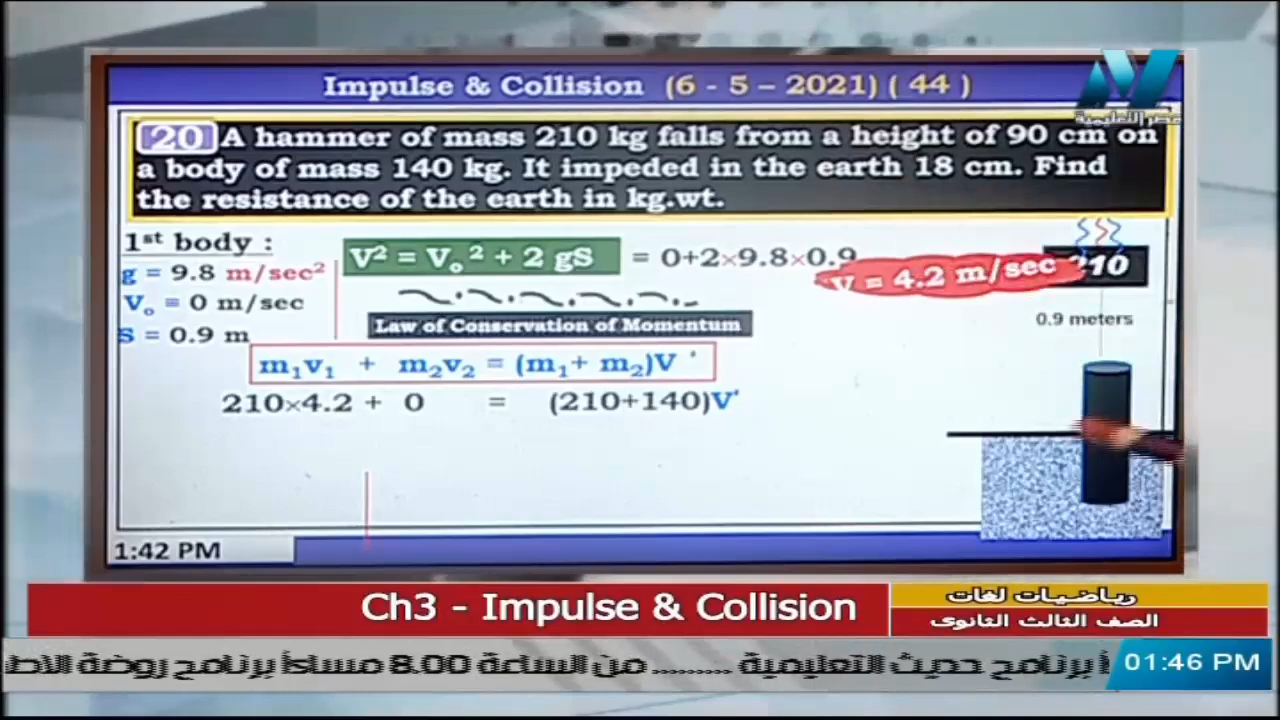 Impulse & Collision (6 - 5 – 2021) ( 44 )
مصر التعليمية
20 A hammer of mass 210 kg falls from a height of 90 cm on
a body of mass 140 kg. It impeded in the earth 18 cm. Find
the resistance of the earth in kg.wt.
1st body :
g = 9.8 m/sec²
V₀ = 0 m/sec
S = 0.9 m
V² = V₀² + 2 gS = 0+2×9.8×0.9
v = 4.2 m/sec
210
0.9 meters
Law of Conservation of Momentum
m₁v₁ + m₂v₂ = (m₁+ m₂)V '
210×4.2 + 0 = (210+140)V'
1:42 PM
Ch3 - Impulse & Collision
رياضيات لغات
الصف الثالث الثانوى
برنامج حديث التعليمية ........ من الساعة 8.00 مساءاً برنامج روضة
01:46 PM